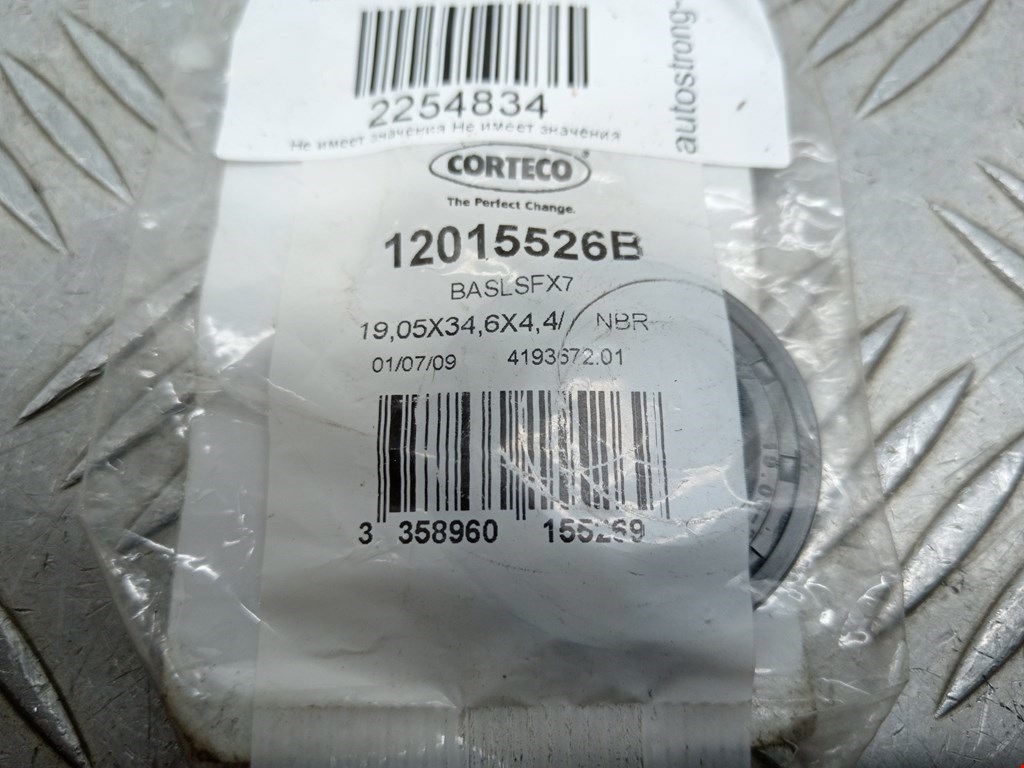 2254834
Не имеет значения Не имеет значения
autostrong-
CORTECO
The Perfect Change.
12015526B
BASLSFX7
19,05X34,6X4,4/ NBR
01/07/09 4193672.01
3 358960 155269